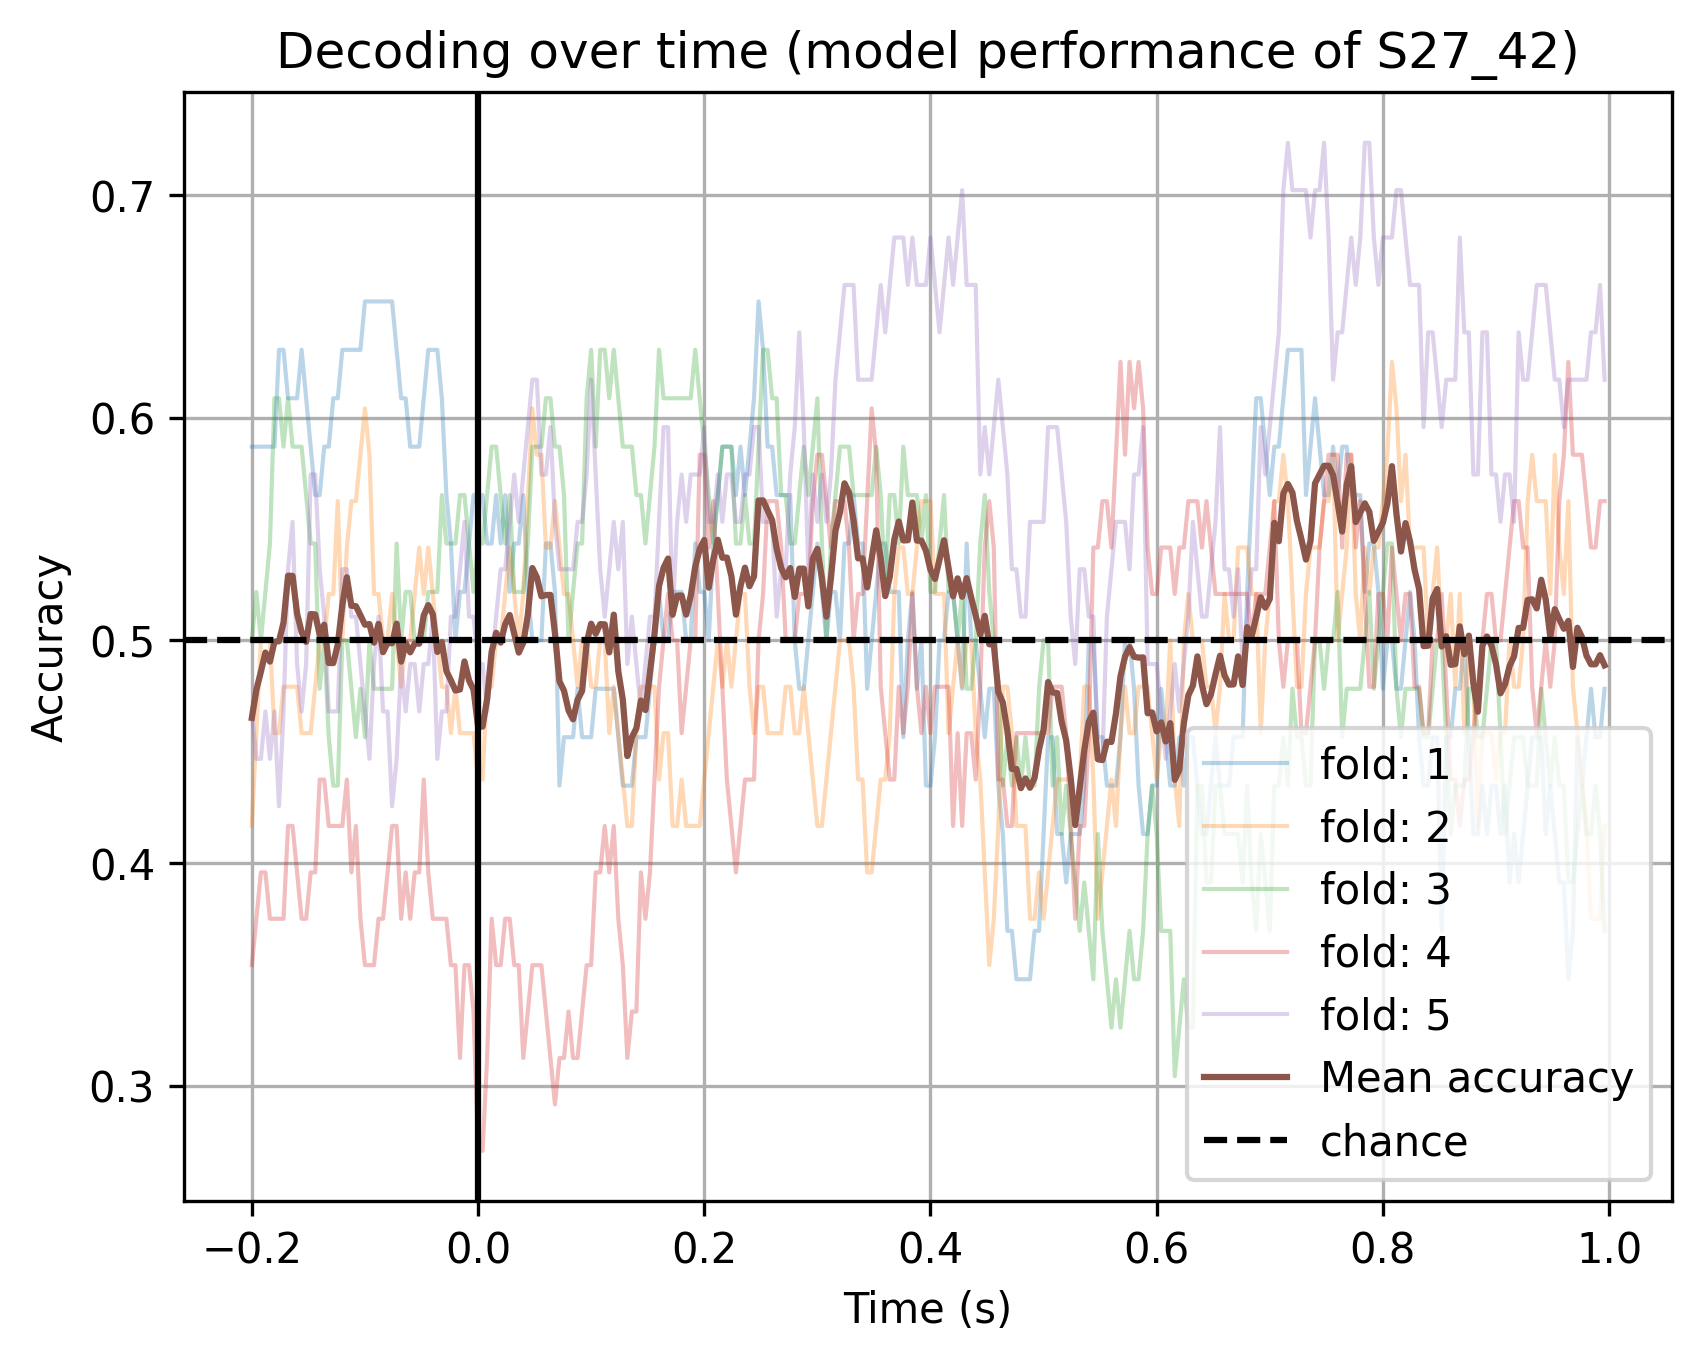 Decoding over time (model performance of S27_42)
Accuracy
0.7
0.6
0.5
0.4
0.3
fold: 1
fold: 2
fold: 3
fold: 4
fold: 5
Mean accuracy
chance
−0.2 0.0 0.2 0.4 0.6 0.8 1.0
Time (s)